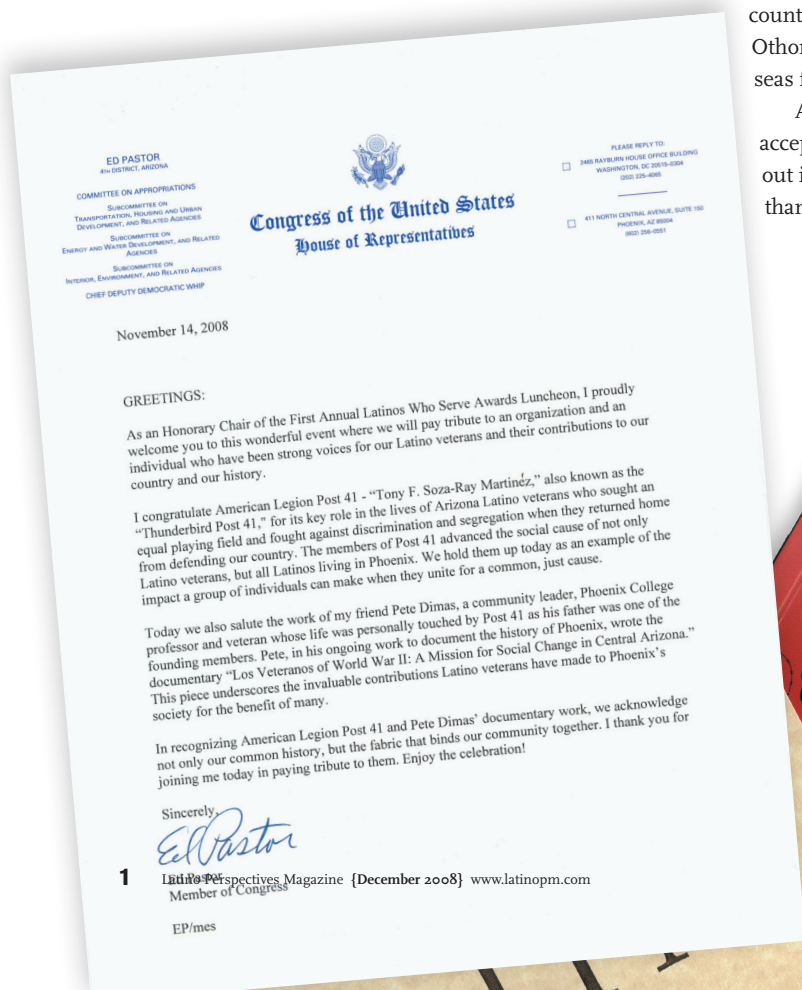 ED PASTOR
4TH DISTRICT, ARIZONA
COMMITTEE ON APPROPRIATIONS
SUBCOMMITTEE ON
TRANSPORTATION, HOUSING AND URBAN
DEVELOPMENT, AND RELATED AGENCIES
SUBCOMMITTEE ON
ENERGY AND WATER DEVELOPMENT, AND RELATED
AGENCIES
SUBCOMMITTEE ON
INTERIOR, ENVIRONMENT, AND RELATED AGENCIES
CHIEF DEPUTY DEMOCRATIC WHIP
Congress of the United States
House of Representatives
PLEASE REPLY TO:
2465 RAYBURN HOUSE OFFICE BUILDING
WASHINGTON, DC 20515–0304
(202) 225–4065
411 NORTH CENTRAL AVENUE, SUITE 150
PHOENIX, AZ 85004
(602) 256–0551
November 14, 2008
GREETINGS:
As an Honorary Chair of the First Annual Latinos Who Serve Awards Luncheon, I proudly
welcome you to this wonderful event where we will pay tribute to an organization and an
individual who have been strong voices for our Latino veterans and their contributions to our
country and our history.
I congratulate American Legion Post 41 - “Tony F. Soza-Ray Martinéz,” also known as the
“Thunderbird Post 41,” for its key role in the lives of Arizona Latino veterans who sought an
equal playing field and fought against discrimination and segregation when they returned home
from defending our country. The members of Post 41 advanced the social cause of not only
Latino veterans, but all Latinos living in Phoenix. We hold them up today as an example of the
impact a group of individuals can make when they unite for a common, just cause.
Today we also salute the work of my friend Pete Dimas, a community leader, Phoenix College
professor and veteran whose life was personally touched by Post 41 as his father was one of the
founding members. Pete, in his ongoing work to document the history of Phoenix, wrote the
documentary “Los Veteranos of World War II: A Mission for Social Change in Central Arizona.”
This piece underscores the invaluable contributions Latino veterans have made to Phoenix’s
society for the benefit of many.
In recognizing American Legion Post 41 and Pete Dimas’ documentary work, we acknowledge
not only our common history, but the fabric that binds our community together. I thank you for
joining me today in paying tribute to them. Enjoy the celebration!
Sincerely,
Ed Pastor
Ed Pastor
Member of Congress
EP/mes
1 Latino Perspectives Magazine {December 2008} www.latinopm.com
count
Othon
seas f
A
accep
out i
than